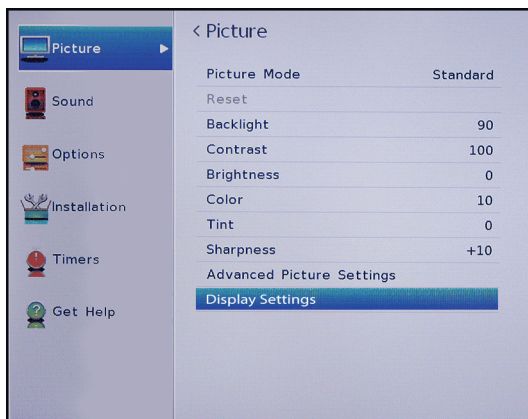 Picture
Sound
Options
Installation
Timers
Get Help
< Picture
Picture Mode Standard
Reset
Backlight 90
Contrast 100
Brightness 0
Color 10
Tint 0
Sharpness +10
Advanced Picture Settings
Display Settings